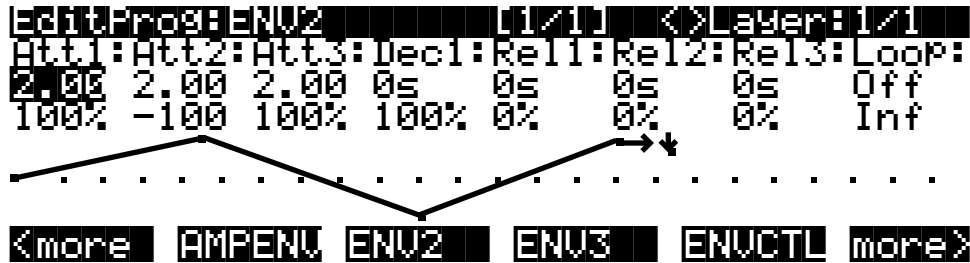 EditProg:ENV2 [1/1] <>Layer:1/1
Att1:Att2:Att3:Dec1:Rel1:Rel2:Rel3:Loop:
2.00 2.00 2.00 0s 0s 0s 0s Off
100% -100 100% 100% 0% 0% 0% Inf
<more AMPENV ENV2 ENV3 ENVCTL more>